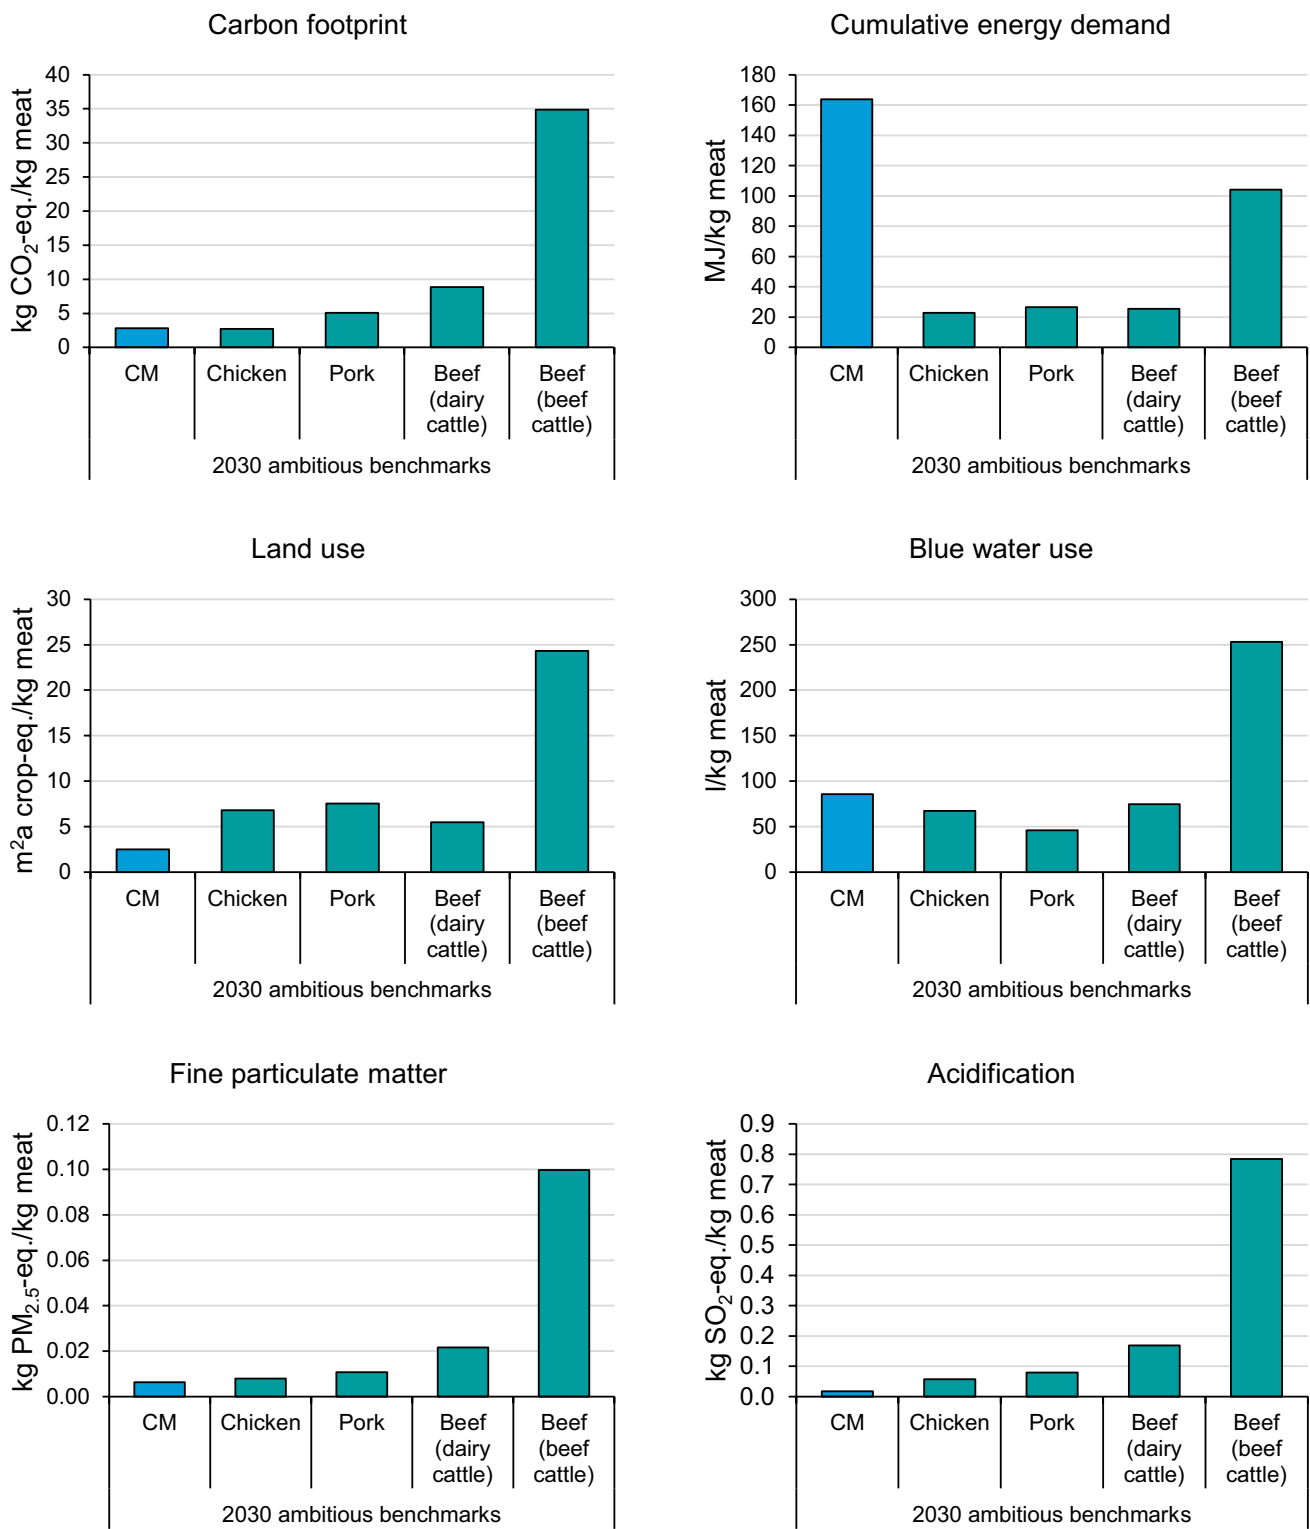 Carbon footprint
kg CO2-eq./kg meat
40
35
30
25
20
15
10
5
0
CM Chicken Pork Beef Beef
(dairy (beef
cattle) cattle)
2030 ambitious benchmarks
Cumulative energy demand
MJ/kg meat
180
160
140
120
100
80
60
40
20
0
CM Chicken Pork Beef Beef
(dairy (beef
cattle) cattle)
2030 ambitious benchmarks
Land use
m²a crop-eq./kg meat
30
25
20
15
10
5
0
CM Chicken Pork Beef Beef
(dairy (beef
cattle) cattle)
2030 ambitious benchmarks
Blue water use
l/kg meat
300
250
200
150
100
50
0
CM Chicken Pork Beef Beef
(dairy (beef
cattle) cattle)
2030 ambitious benchmarks
Fine particulate matter
kg PM2.5-eq./kg meat
0.12
0.10
0.08
0.06
0.04
0.02
0.00
CM Chicken Pork Beef Beef
(dairy (beef
cattle) cattle)
2030 ambitious benchmarks
Acidification
kg SO2-eq./kg meat
0.9
0.8
0.7
0.6
0.5
0.4
0.3
0.2
0.1
0.0
CM Chicken Pork Beef Beef
(dairy (beef
cattle) cattle)
2030 ambitious benchmarks